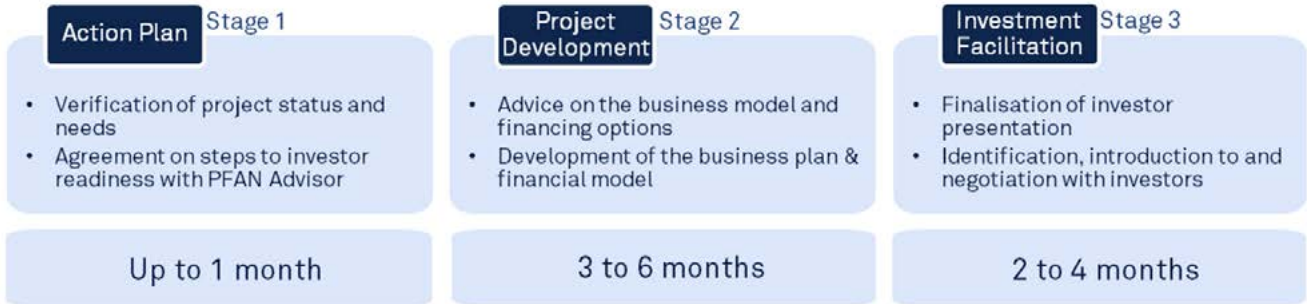 Action Plan
Stage 1
• Verification of project status and
needs
• Agreement on steps to investor
readiness with PFAN Advisor
Up to 1 month
Project
Development
Stage 2
• Advice on the business model and
financing options
• Development of the business plan &
financial model
3 to 6 months
Investment
Facilitation
Stage 3
• Finalisation of investor
presentation
• Identification, introduction to and
negotiation with investors
2 to 4 months